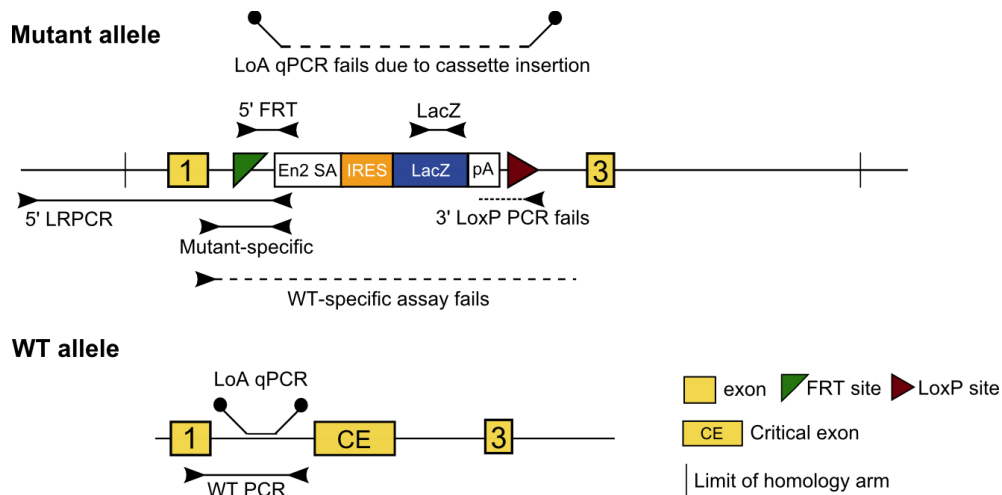 Mutant allele
LoA qPCR fails due to cassette insertion
5' FRT
LacZ
1
En2 SA
IRES
LacZ
pA
3
5' LRPCR
3' LoxP PCR fails
Mutant-specific
WT-specific assay fails
WT allele
LoA qPCR
1
CE
3
WT PCR
exon
FRT site
LoxP site
CE
Critical exon
Limit of homology arm